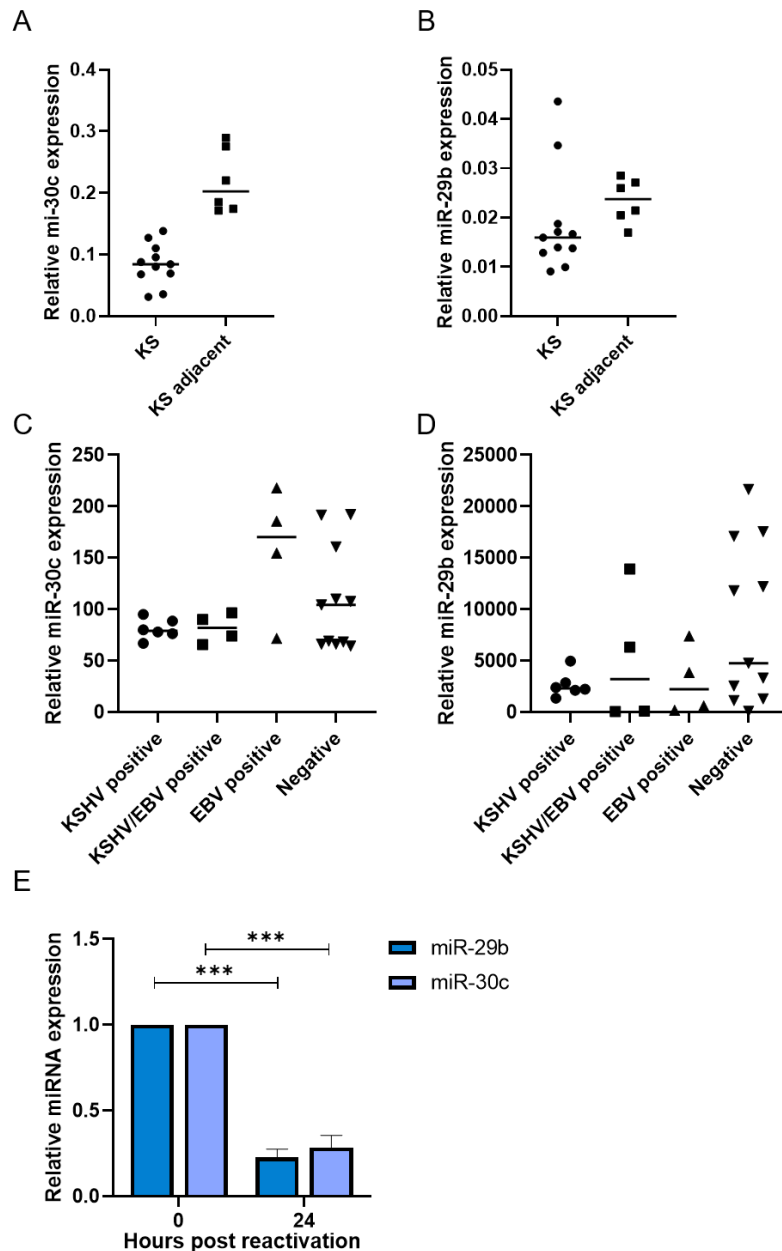 A
Relative mi-30c expression
0.4
0.3
0.2
0.1
0.0
KS
KS adjacent
B
Relative miR-29b expression
0.05
0.04
0.03
0.02
0.01
0.00
KS
KS adjacent
C
Relative miR-30c expression
250
200
150
100
50
0
KSHV positive
KSHV/EBV positive
EBV positive
Negative
D
Relative miR-29b expression
25000
20000
15000
10000
5000
0
KSHV positive
KSHV/EBV positive
EBV positive
Negative
E
Relative miRNA expression
1.5
1.0
0.5
0.0
***
***
0
24
Hours post reactivation
miR-29b
miR-30c